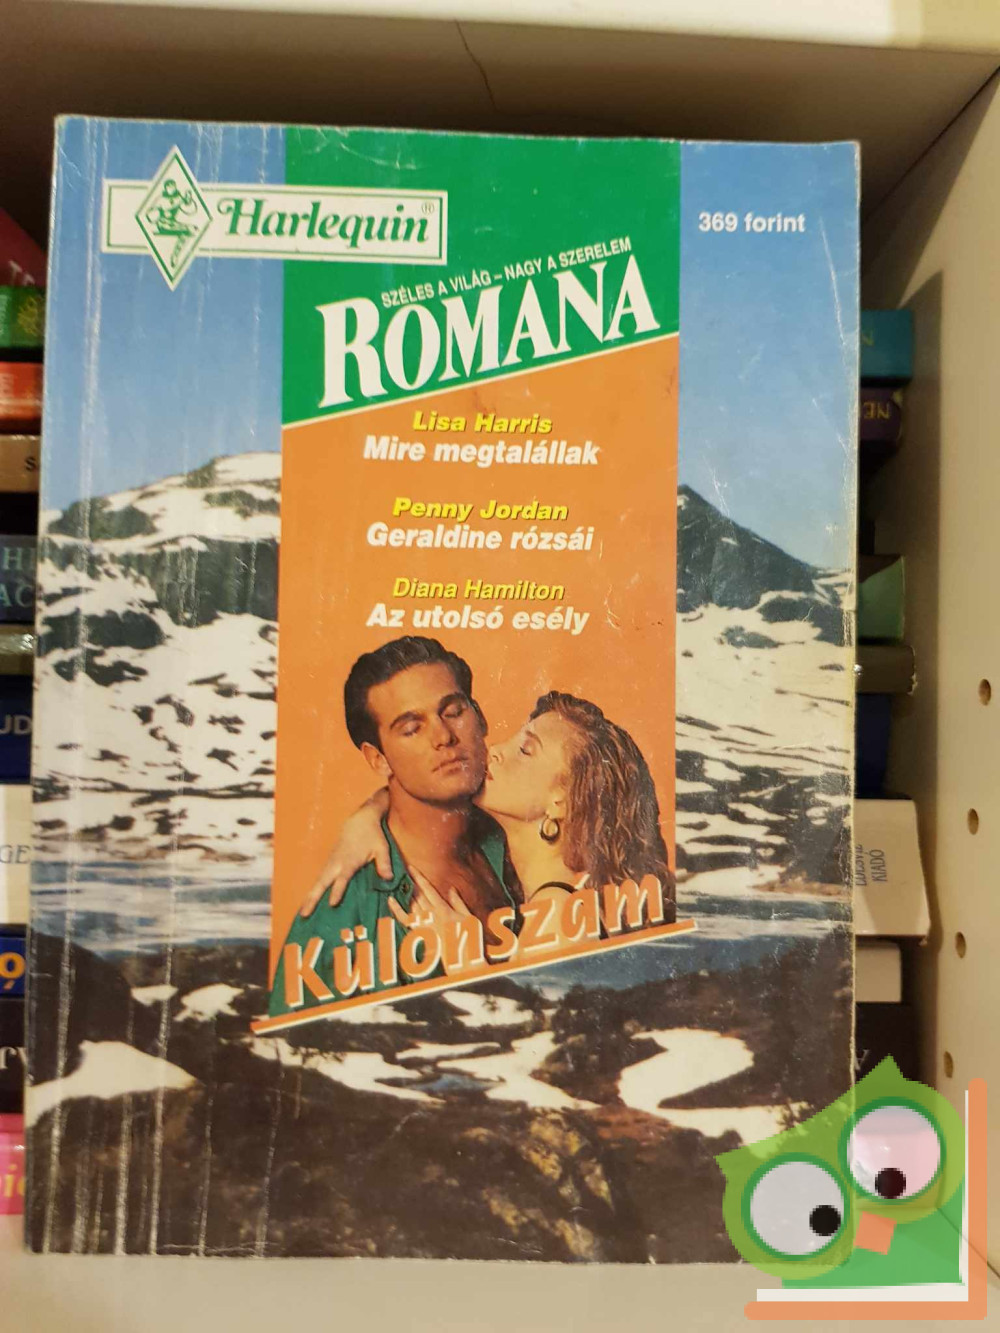 Harlequin®
369 forint
SZÉLES A VILÁG – NAGY A SZERELEM
ROMANA
Lisa Harris
Mire megtalállak
Penny Jordan
Geraldine rózsái
Diana Hamilton
Az utolsó esély
Különszám
KIADÓ